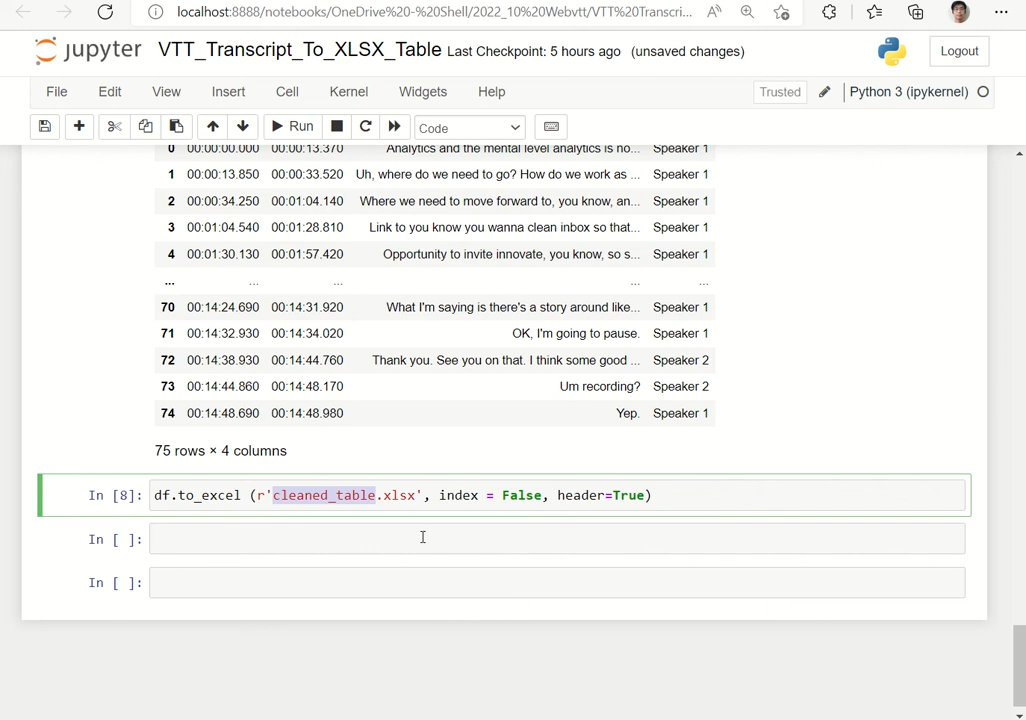 localhost:8888/notebooks/OneDrive%20-%20Shell/2022_10%20Webvtt/VTT%20Transcri...
jupyter VTT_Transcript_To_XLSX_Table Last Checkpoint: 5 hours ago (unsaved changes) Logout
File Edit View Insert Cell Kernel Widgets Help Trusted Python 3 (ipykernel)
Run Code
0 00:00:00.000 00:00:13.370 Analytics and the mental level analytics is no... Speaker 1
1 00:00:13.850 00:00:33.520 Uh, where do we need to go? How do we work as ... Speaker 1
2 00:00:34.250 00:01:04.140 Where we need to move forward to, you know, an... Speaker 1
3 00:01:04.540 00:01:28.810 Link to you know you wanna clean inbox so that... Speaker 1
4 00:01:30.130 00:01:57.420 Opportunity to invite innovate, you know, so s... Speaker 1
... ... ... ... ...
70 00:14:24.690 00:14:31.920 What I'm saying is there's a story around like... Speaker 1
71 00:14:32.930 00:14:34.020 OK, I'm going to pause. Speaker 1
72 00:14:38.930 00:14:44.760 Thank you. See you on that. I think some good ... Speaker 2
73 00:14:44.860 00:14:48.170 Um recording? Speaker 2
74 00:14:48.690 00:14:48.980 Yep. Speaker 1
75 rows × 4 columns
In [8]: df.to_excel (r'cleaned_table.xlsx', index = False, header=True)
In [ ]:
In [ ]: